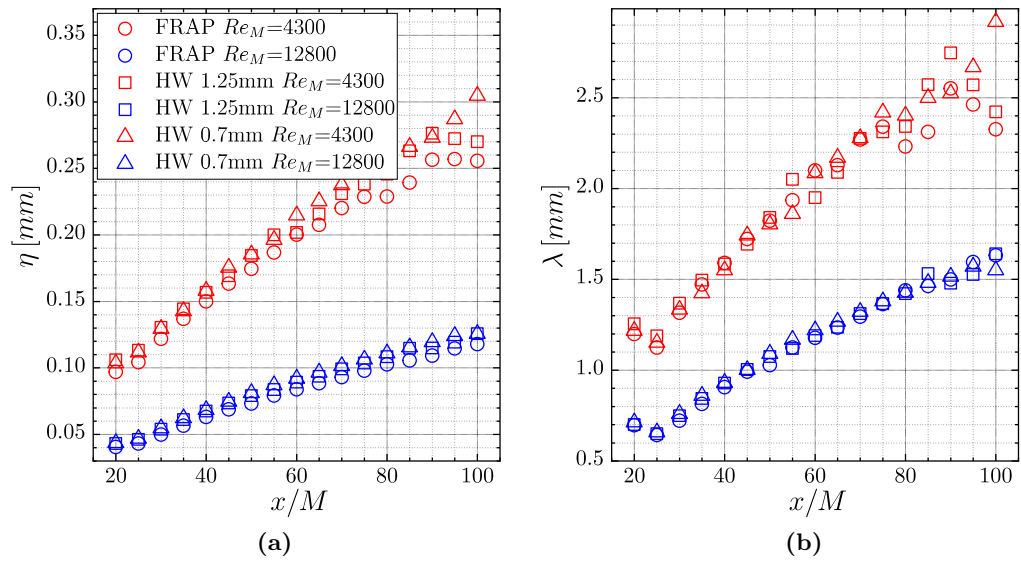 0.35
0.30
0.25
0.20
0.15
0.10
0.05
η [mm]
FRAP Re_M=4300
FRAP Re_M=12800
HW 1.25mm Re_M=4300
HW 1.25mm Re_M=12800
HW 0.7mm Re_M=4300
HW 0.7mm Re_M=12800
20 40 60 80 100
x/M
(a)
2.5
2.0
1.5
1.0
0.5
λ [mm]
20 40 60 80 100
x/M
(b)